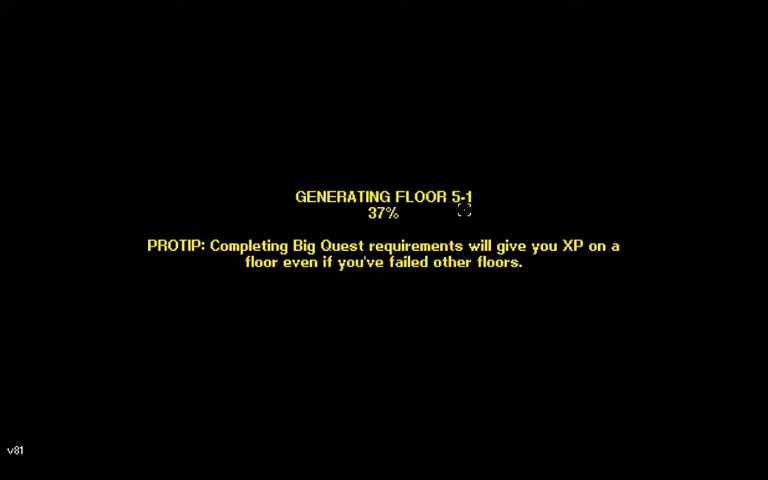 GENERATING FLOOR 5-1
37%
PROTIP: Completing Big Quest requirements will give you XP on a
floor even if you've failed other floors.
v81